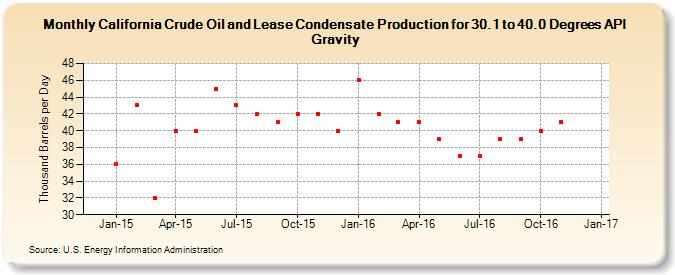 Monthly California Crude Oil and Lease Condensate Production for 30.1 to 40.0 Degrees API
Gravity
Thousand Barrels per Day
48
46
44
42
40
38
36
34
32
30
Jan-15 Apr-15 Jul-15 Oct-15 Jan-16 Apr-16 Jul-16 Oct-16 Jan-17
Source: U.S. Energy Information Administration